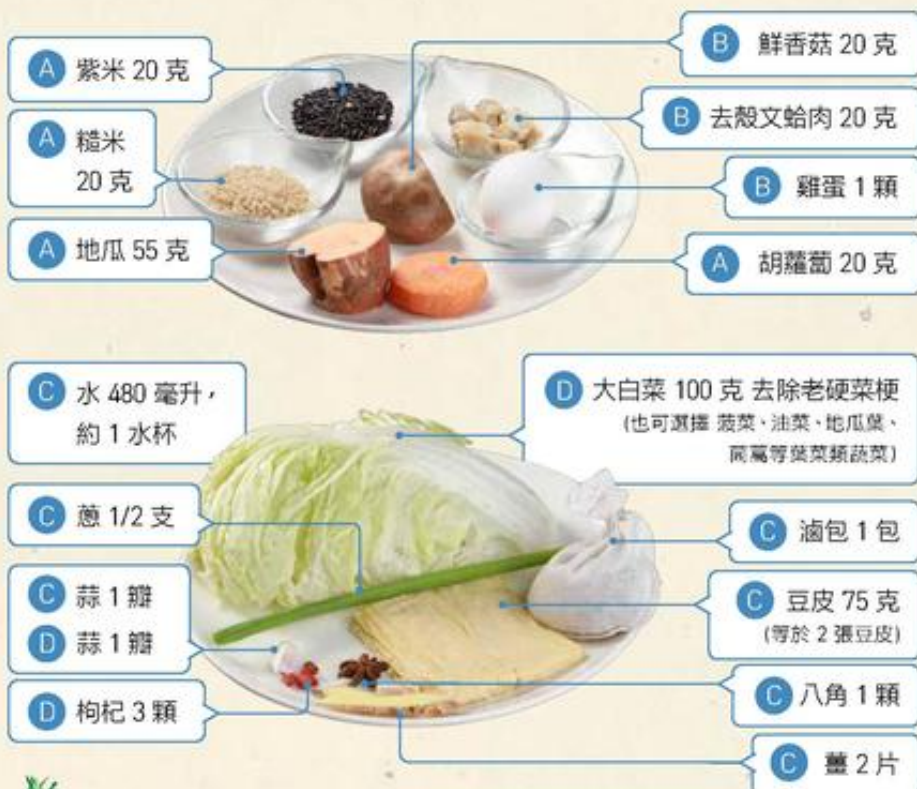 A 紫米 20 克
A 糙米
20 克
A 地瓜 55 克
B 鮮香菇 20 克
B 去殼文蛤肉 20 克
B 雞蛋 1 顆
A 胡蘿蔔 20 克
C 水 480 毫升，
約 1 水杯
C 蔥 1/2 支
C 蒜 1 瓣
D 蒜 1 瓣
D 枸杞 3 顆
D 大白菜 100 克 去除老硬菜梗
(也可選擇 菠菜、油菜、地瓜葉、
茼蒿等葉菜類蔬菜)
C 滷包 1 包
C 豆皮 75 克
(等於 2 張豆皮)
C 八角 1 顆
C 薑 2 片